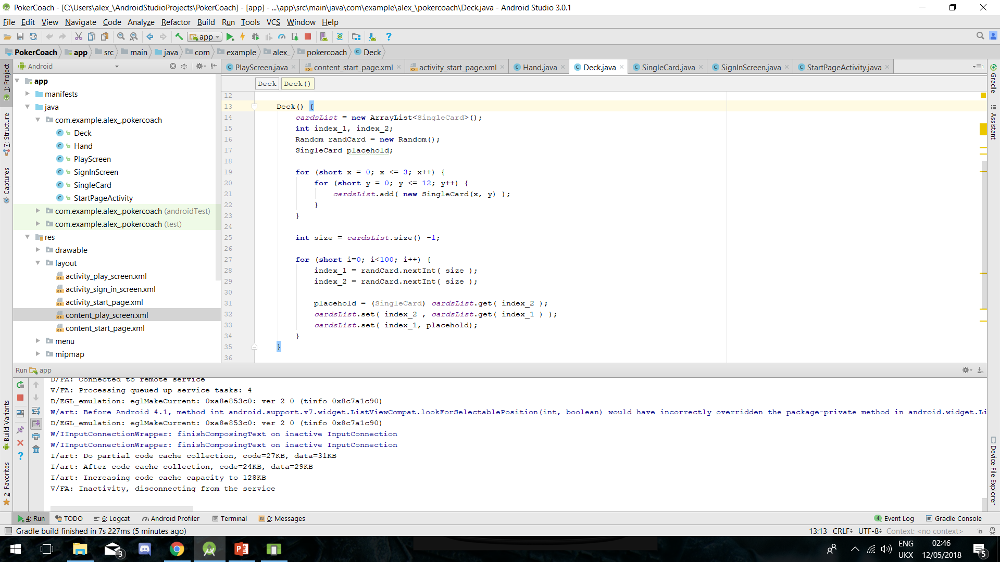 PokerCoach - [C:\Users\alex_\AndroidStudioProjects\PokerCoach] - [app] - ...\app\src\main\java\com\example\alex_\pokercoach\Deck.java - Android Studio 3.0.1
File Edit View Navigate Code Analyze Refactor Build Run Tools VCS Window Help
app
PokerCoach app src main java com example alex_ pokercoach Deck
Android
PlayScreen.java content_start_page.xml activity_start_page.xml Hand.java Deck.java SingleCard.java SignInScreen.java StartPageActivity.java
1: Project
7: Structure
Captures
Build Variants
2: Favorites
app
manifests
java
com.example.alex_.pokercoach
Deck
Hand
PlayScreen
SignInScreen
SingleCard
StartPageActivity
com.example.alex_.pokercoach (androidTest)
com.example.alex_.pokercoach (test)
res
drawable
layout
activity_play_screen.xml
activity_sign_in_screen.xml
activity_start_page.xml
content_play_screen.xml
content_start_page.xml
menu
mipmap
Deck Deck()
12
13 Deck() {
14 cardsList = new ArrayList<SingleCard>();
15 int index_1, index_2;
16 Random randCard = new Random();
17 SingleCard placehold;
18
19 for (short x = 0; x <= 3; x++) {
20 for (short y = 0; y <= 12; y++) {
21 cardsList.add( new SingleCard(x, y) );
22 }
23 }
24
25 int size = cardsList.size() -1;
26
27 for (short i=0; i<100; i++) {
28 index_1 = randCard.nextInt( size );
29 index_2 = randCard.nextInt( size );
30
31 placehold = (SingleCard) cardsList.get( index_2 );
32 cardsList.set( index_2 , cardsList.get( index_1 ) );
33 cardsList.set( index_1, placehold);
34 }
35 }
36
Gradle
Assistant
Device File Explorer
Run app
D/FA: Connected to remote service
V/FA: Processing queued up service tasks: 4
D/EGL_emulation: eglMakeCurrent: 0xa8e853c0: ver 2 0 (tinfo 0x8c7a1c90)
W/art: Before Android 4.1, method int android.support.v7.widget.ListViewCompat.lookForSelectablePosition(int, boolean) would have incorrectly overridden the package-private method in android.widget.Li
D/EGL_emulation: eglMakeCurrent: 0xa8e853c0: ver 2 0 (tinfo 0x8c7a1c90)
W/IInputConnectionWrapper: finishComposingText on inactive InputConnection
W/IInputConnectionWrapper: finishComposingText on inactive InputConnection
I/art: Do partial code cache collection, code=27KB, data=31KB
I/art: After code cache collection, code=24KB, data=29KB
I/art: Increasing code cache capacity to 128KB
V/FA: Inactivity, disconnecting from the service
4: Run TODO 6: Logcat Android Profiler Terminal 0: Messages 4 Event Log Gradle Console
Gradle build finished in 7s 227ms (5 minutes ago) 13:13 CRLF UTF-8 Context: <no context>
3 ENG 02:46
UKX 12/05/2018 5